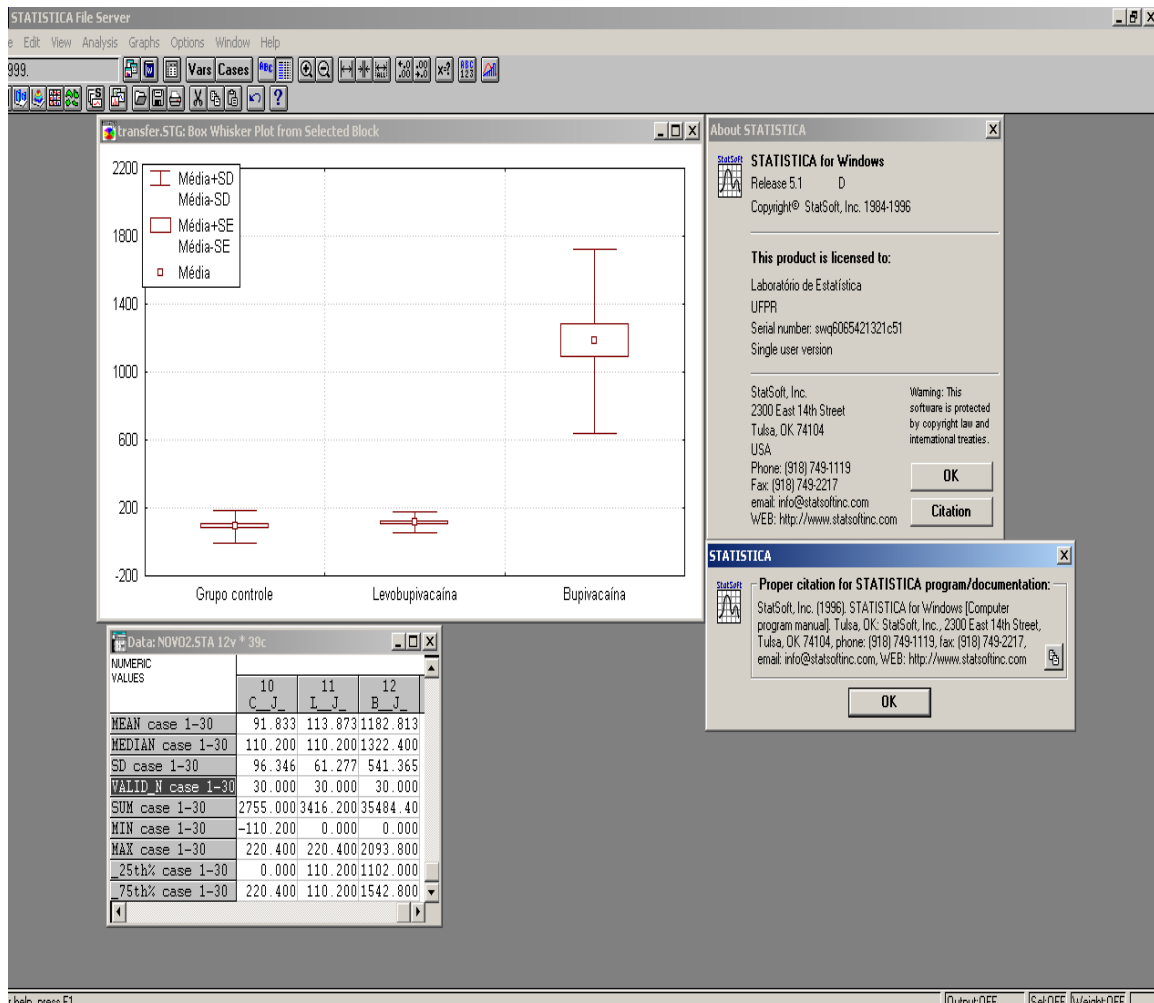 STATISTICA File Server
e Edit View Analysis Graphs Options Window Help
999.
Vars Cases ABC ALL +.0 .00 .00 +.0 x=? ABC 123
S ?
transfer.STG: Box Whisker Plot from Selected Block
2200
1800
1400
1000
600
200
-200
Média+SD
Média-SD
Média+SE
Média-SE
Média
Grupo controle Levobupivacaína Bupivacaína
About STATISTICA
StatSoft
STATISTICA for Windows
Release 5.1 D
Copyright© StatSoft, Inc. 1984-1996
This product is licensed to:
Laboratório de Estatística
UFPR
Serial number: swq6065421321c51
Single user version
StatSoft, Inc.
2300 East 14th Street
Tulsa, OK 74104
USA
Phone: (918) 749-1119
Fax: (918) 749-2217
email: info@statsoftinc.com
WEB: http://www.statsoftinc.com
Warning: This
software is protected
by copyright law and
international treaties.
OK
Citation
STATISTICA
StatSoft
Proper citation for STATISTICA program/documentation:
StatSoft, Inc. (1996). STATISTICA for Windows [Computer
program manual]. Tulsa, OK: StatSoft, Inc., 2300 East 14th Street,
Tulsa, OK 74104, phone: (918) 749-1119, fax: (918) 749-2217,
email: info@statsoftinc.com, WEB: http://www.statsoftinc.com
OK
Data: NOVO2.STA 12v * 39c
NUMERIC
VALUES
10 11 12
C__J_ L__J_ B__J_
MEAN case 1-30 91.833 113.873 1182.813
MEDIAN case 1-30 110.200 110.200 1322.400
SD case 1-30 96.346 61.277 541.365
VALID_N case 1-30 30.000 30.000 30.000
SUM case 1-30 2755.000 3416.200 35484.40
MIN case 1-30 -110.200 0.000 0.000
MAX case 1-30 220.400 220.400 2093.800
_25th% case 1-30 0.000 110.200 1102.000
_75th% case 1-30 220.400 110.200 1542.800
r help, press F1
Output:OFF Sel:OFF Weight:OFF